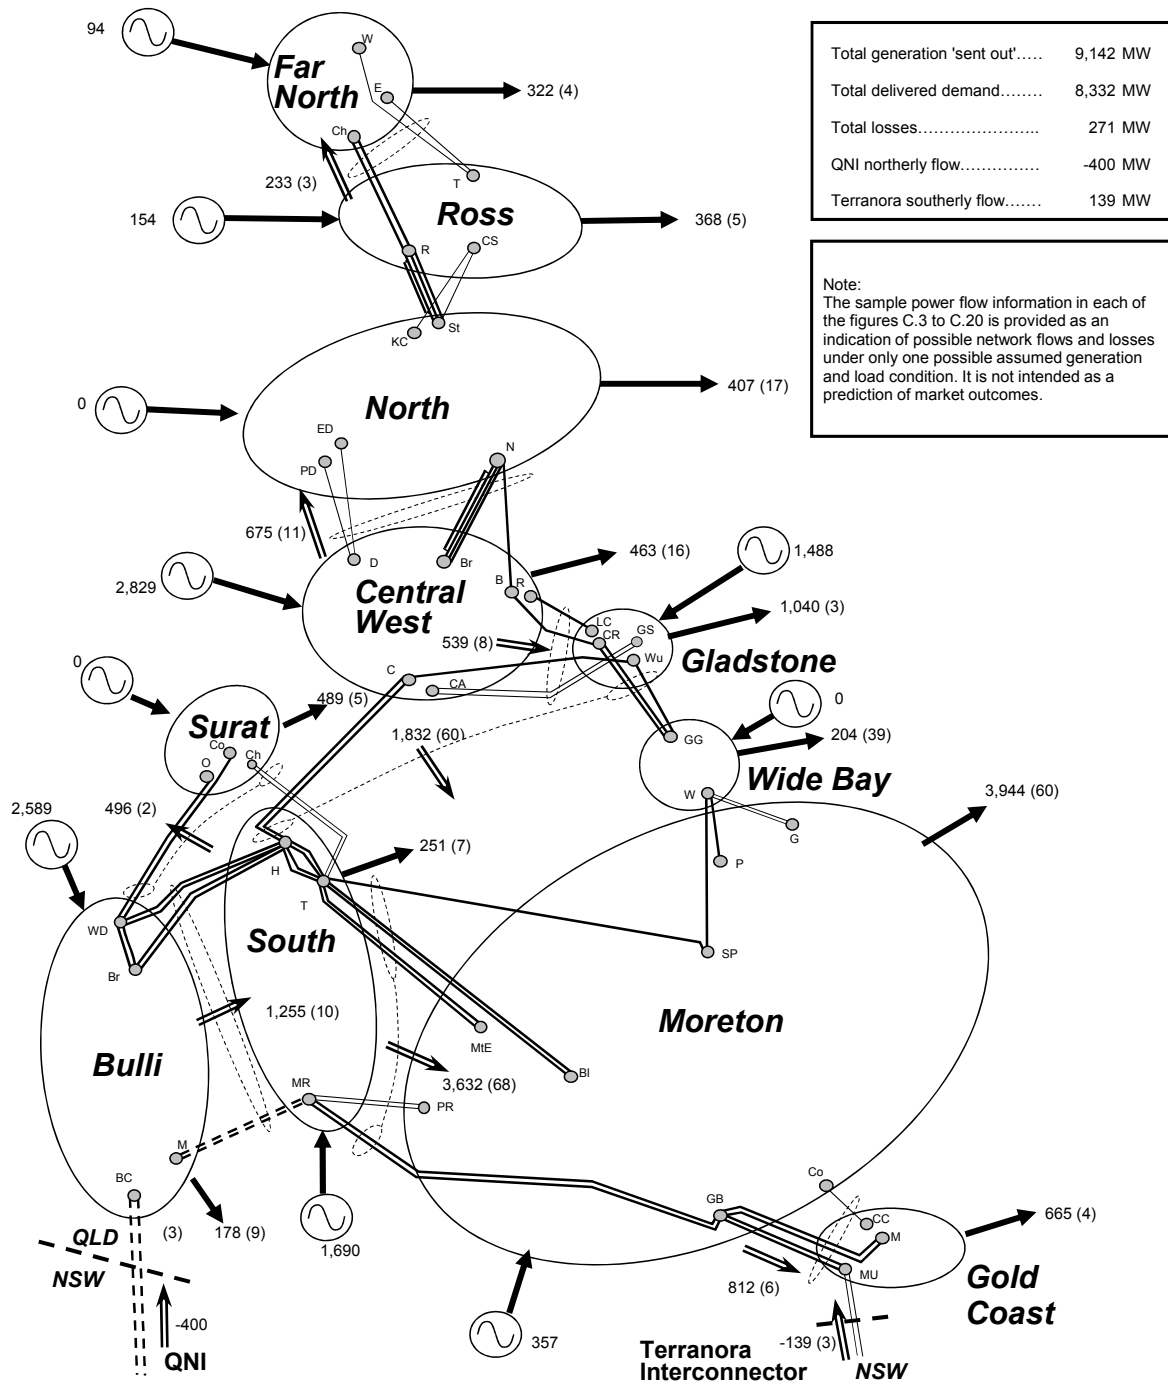 94
W
Far
North
E
322 (4)
Ch
233 (3)
T
154
Ross
368 (5)
R
CS
KC
St
0
North
407 (17)
ED
PD
N
675 (11)
D
Br
2,829
Central
West
463 (16)
B
R
1,488
1,040 (3)
LC
CR
GS
Wu
539 (8)
Gladstone
C
CA
0
Surat
489 (5)
Co
Ch
O
1,832 (60)
0
GG
204 (39)
Wide Bay
W
G
P
2,589
496 (2)
3,944 (60)
251 (7)
H
T
WD
Br
South
SP
Moreton
1,255 (10)
Bulli
MtE
BI
3,632 (68)
MR
PR
M
BC
QLD
(3)
178 (9)
NSW
-400
QNI
1,690
357
Co
GB
CC
M
MU
665 (4)
Gold
Coast
812 (6)
-139 (3)
Terranora
Interconnector
NSW
Total generation 'sent out'..... 9,142 MW
Total delivered demand........ 8,332 MW
Total losses..................... 271 MW
QNI northerly flow.............. -400 MW
Terranora southerly flow...... 139 MW
Note:
The sample power flow information in each of
the figures C.3 to C.20 is provided as an
indication of possible network flows and losses
under only one possible assumed generation
and load condition. It is not intended as a
prediction of market outcomes.